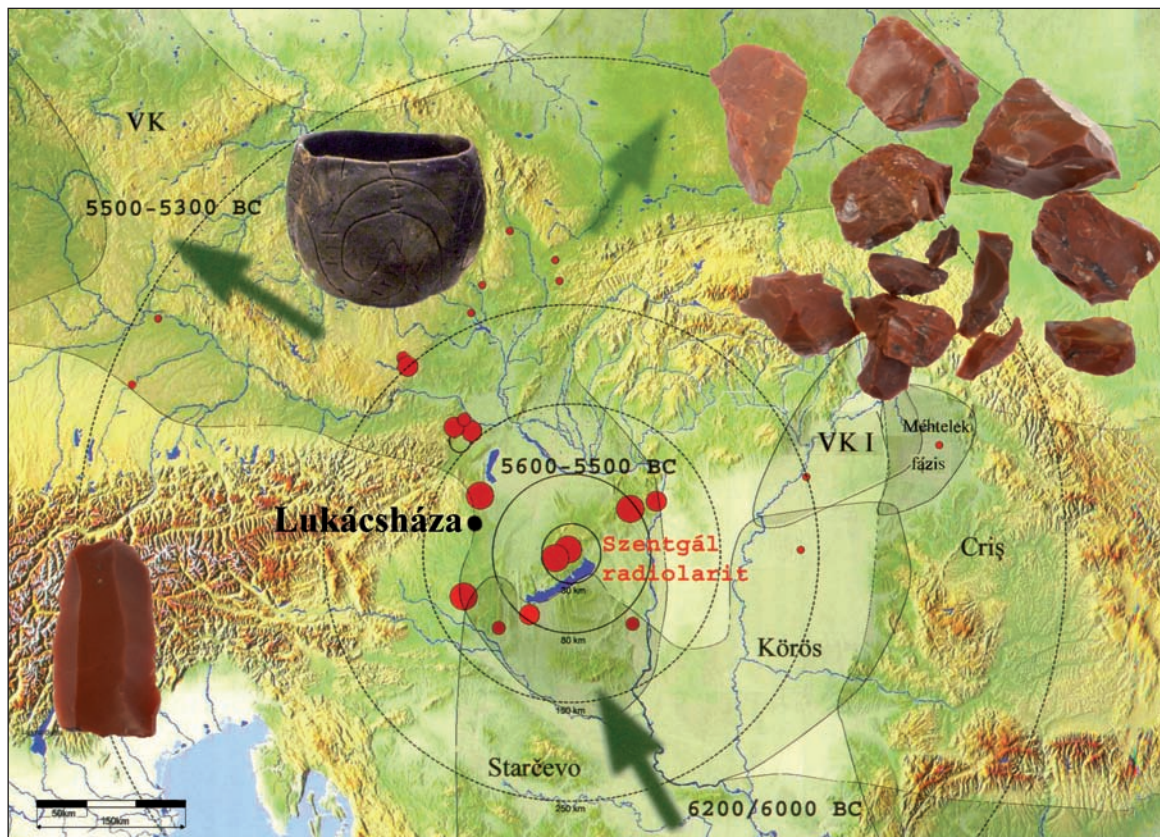 VK
5500-5300 BC
VK I
Méhtelek
fázis
5600-5500 BC
Lukácsháza
Szentgál
radiolarit
Criş
30 km
80 km
Körös
150 km
Starčevo
250 km
6200/6000 BC
50km
150km